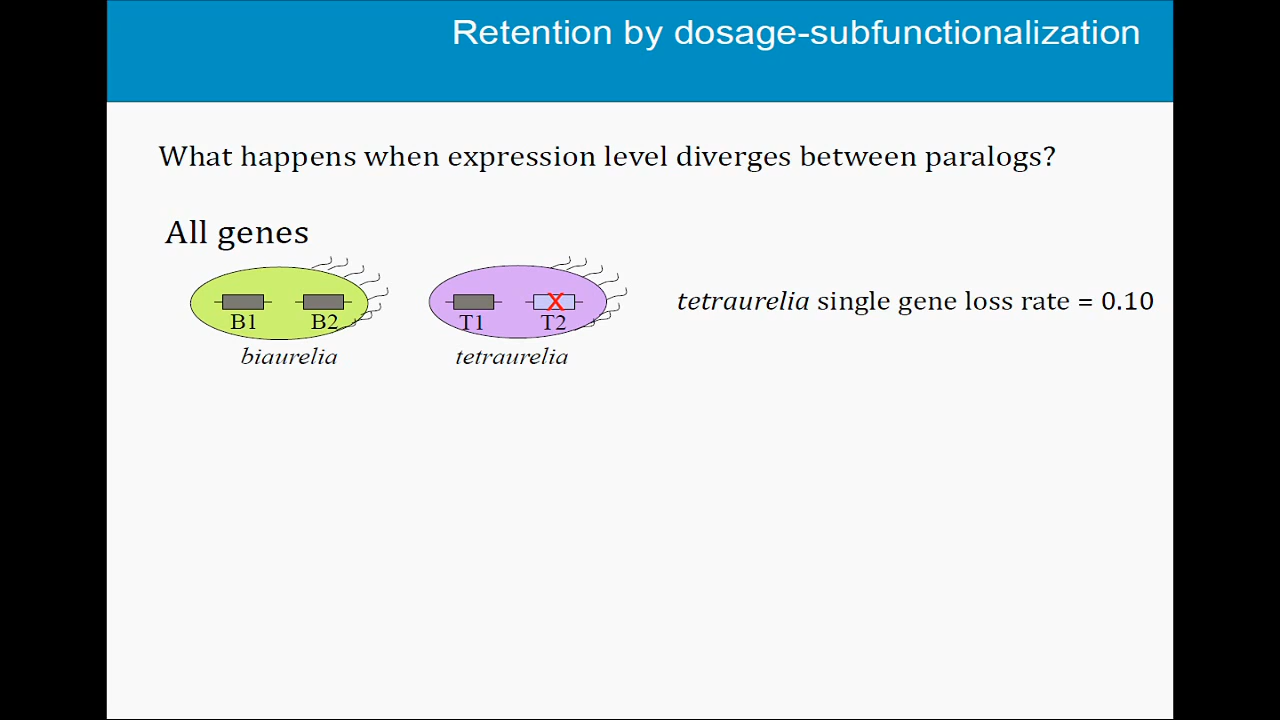 Retention by dosage-subfunctionalization
What happens when expression level diverges between paralogs?
All genes
B1 B2 T1 T2
biaurelia tetraurelia
tetraurelia single gene loss rate = 0.10